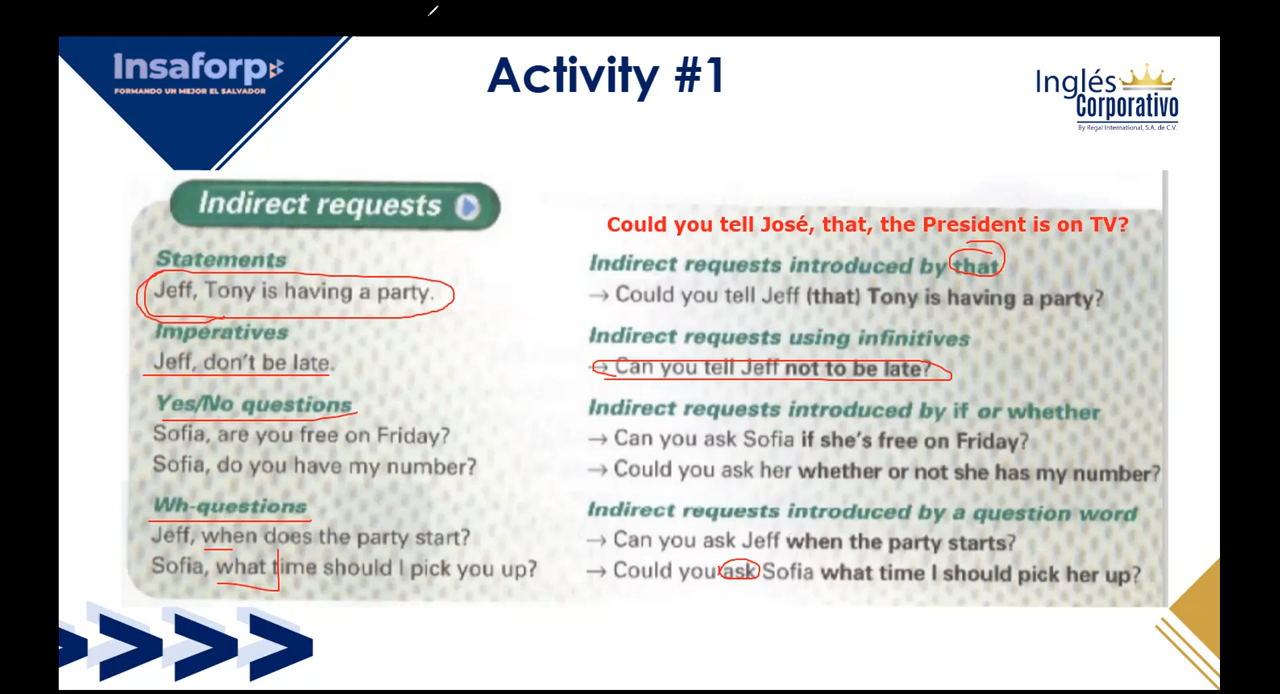 Insaforp
FORMANDO UN MEJOR EL SALVADOR
Activity #1
Inglés
Corporativo
By Regal International, S.A. de C.V.
Indirect requests
Could you tell José, that, the President is on TV?
Statements
Jeff, Tony is having a party.
Indirect requests introduced by that
→ Could you tell Jeff (that) Tony is having a party?
Imperatives
Jeff, don't be late.
Indirect requests using infinitives
→ Can you tell Jeff not to be late?
Yes/No questions
Sofia, are you free on Friday?
Sofia, do you have my number?
Indirect requests introduced by if or whether
→ Can you ask Sofia if she's free on Friday?
→ Could you ask her whether or not she has my number?
Wh-questions
Jeff, when does the party start?
Sofia, what time should I pick you up?
Indirect requests introduced by a question word
→ Can you ask Jeff when the party starts?
→ Could you ask Sofia what time I should pick her up?